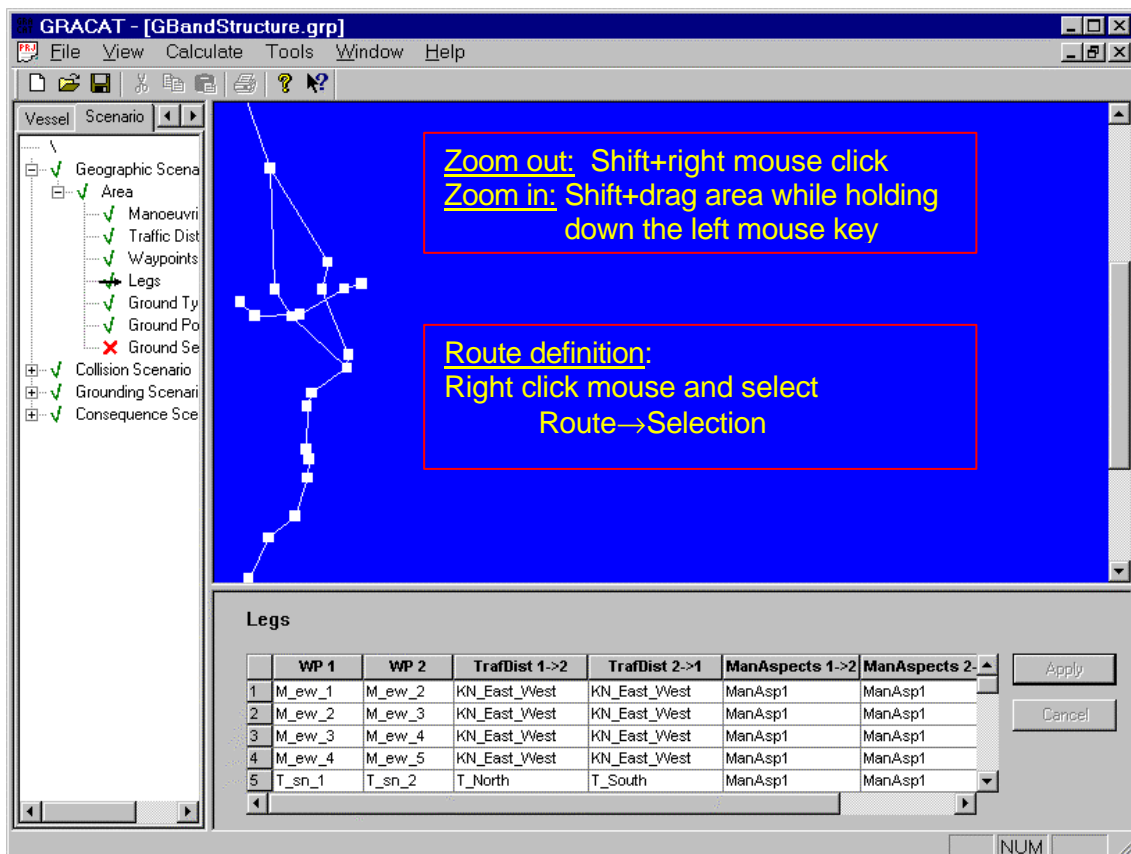 GRACAT - [GBandStructure.grp]
File View Calculate Tools Window Help
Vessel Scenario
\
Geographic Scena
Area
Manoeuvri
Traffic Dist
Waypoints
Legs
Ground Ty
Ground Po
Ground Se
Collision Scenario
Grounding Scenari
Consequence Sce
Zoom out: Shift+right mouse click
Zoom in: Shift+drag area while holding
down the left mouse key
Route definition:
Right click mouse and select
Route→Selection
Legs
WP 1 WP 2 TrafDist 1->2 TrafDist 2->1 ManAspects 1->2 ManAspects 2-
1 M_ew_1 M_ew_2 KN_East_West KN_East_West ManAsp1 ManAsp1
2 M_ew_2 M_ew_3 KN_East_West KN_East_West ManAsp1 ManAsp1
3 M_ew_3 M_ew_4 KN_East_West KN_East_West ManAsp1 ManAsp1
4 M_ew_4 M_ew_5 KN_East_West KN_East_West ManAsp1 ManAsp1
5 T_sn_1 T_sn_2 T_North T_South ManAsp1 ManAsp1
Apply
Cancel
NUM